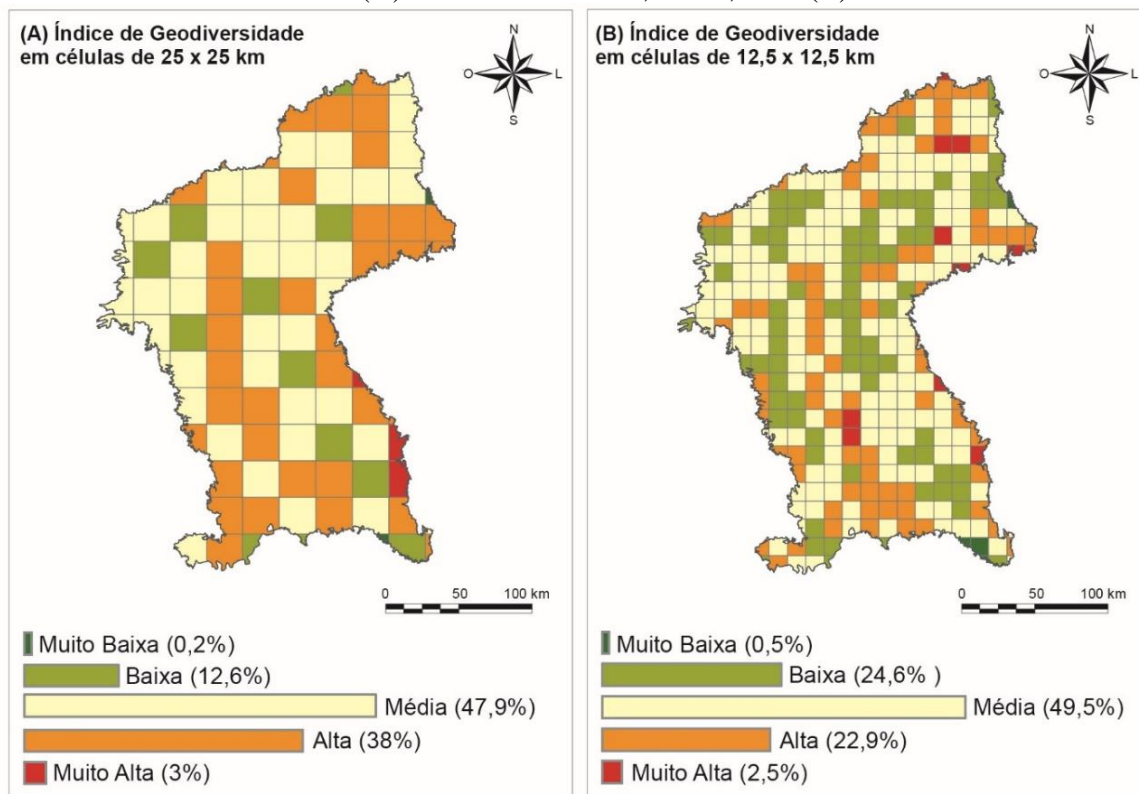 (A) Índice de Geodiversidade
em células de 25 x 25 km
N
O
L
S
0 50 100 km
Muito Baixa (0,2%)
Baixa (12,6%)
Média (47,9%)
Alta (38%)
Muito Alta (3%)
(B) Índice de Geodiversidade
em células de 12,5 x 12,5 km
N
O
L
S
0 50 100 km
Muito Baixa (0,5%)
Baixa (24,6% )
Média (49,5%)
Alta (22,9%)
Muito Alta (2,5%)